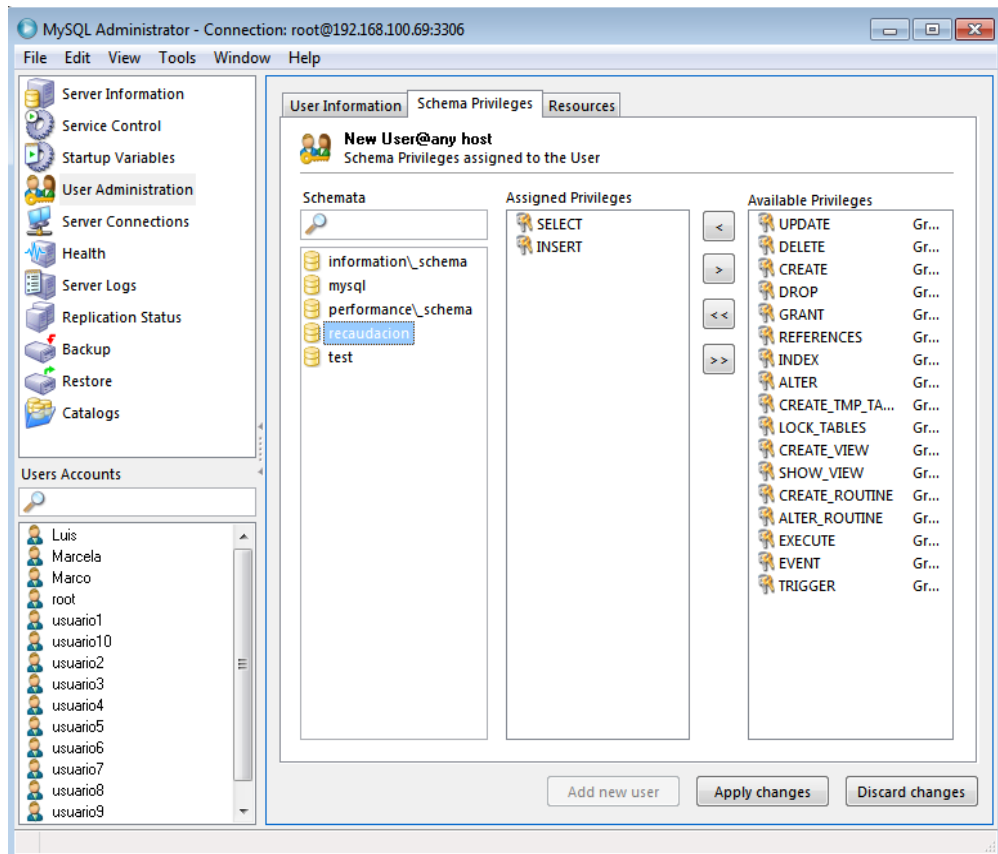 MySQL Administrator - Connection: root@192.168.100.69:3306
File Edit View Tools Window Help
Server Information
Service Control
Startup Variables
User Administration
Server Connections
Health
Server Logs
Replication Status
Backup
Restore
Catalogs
Users Accounts
Luis
Marcela
Marco
root
usuario1
usuario10
usuario2
usuario3
usuario4
usuario5
usuario6
usuario7
usuario8
usuario9
User Information Schema Privileges Resources
New User@any host
Schema Privileges assigned to the User
Schemata
information\_schema
mysql
performance\_schema
recaudacion
test
Assigned Privileges
SELECT
INSERT
<
>
<<
>>
Available Privileges
UPDATE Gr...
DELETE Gr...
CREATE Gr...
DROP Gr...
GRANT Gr...
REFERENCES Gr...
INDEX Gr...
ALTER Gr...
CREATE_TMP_TA... Gr...
LOCK_TABLES Gr...
CREATE_VIEW Gr...
SHOW_VIEW Gr...
CREATE_ROUTINE Gr...
ALTER_ROUTINE Gr...
EXECUTE Gr...
EVENT Gr...
TRIGGER Gr...
Add new user Apply changes Discard changes